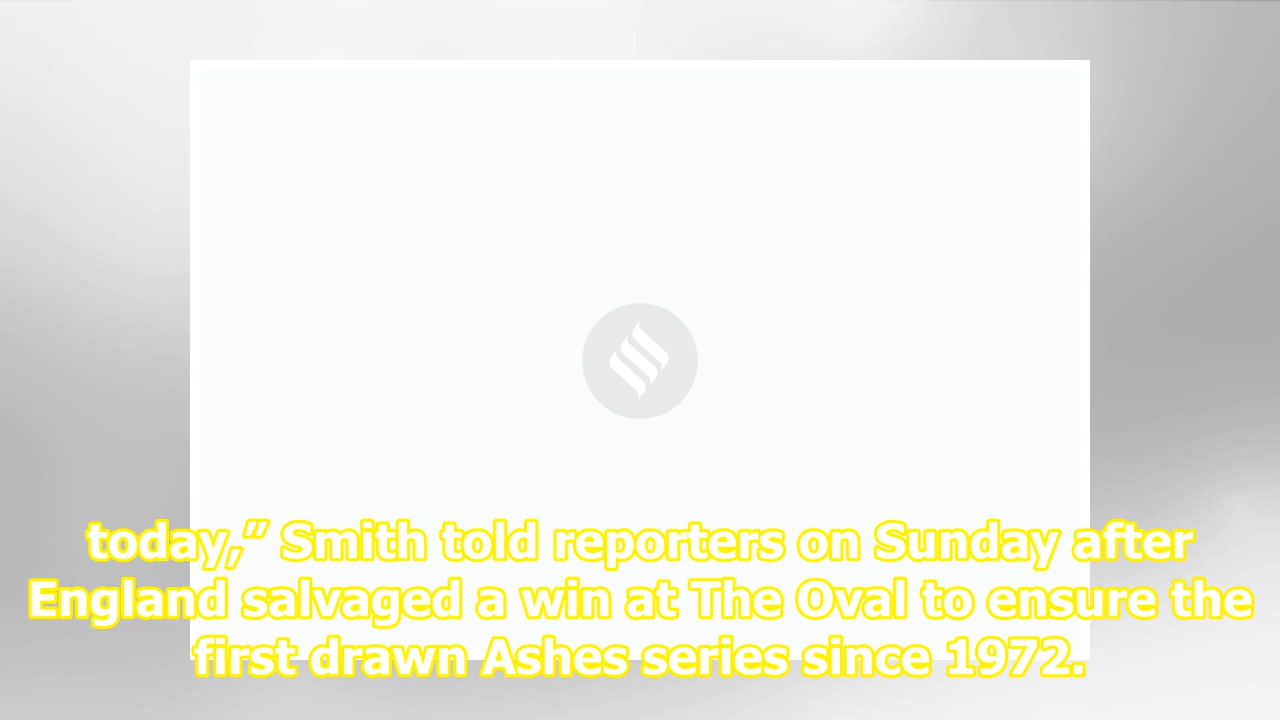 today,” Smith told reporters on Sunday after
England salvaged a win at The Oval to ensure the
first drawn Ashes series since 1972.